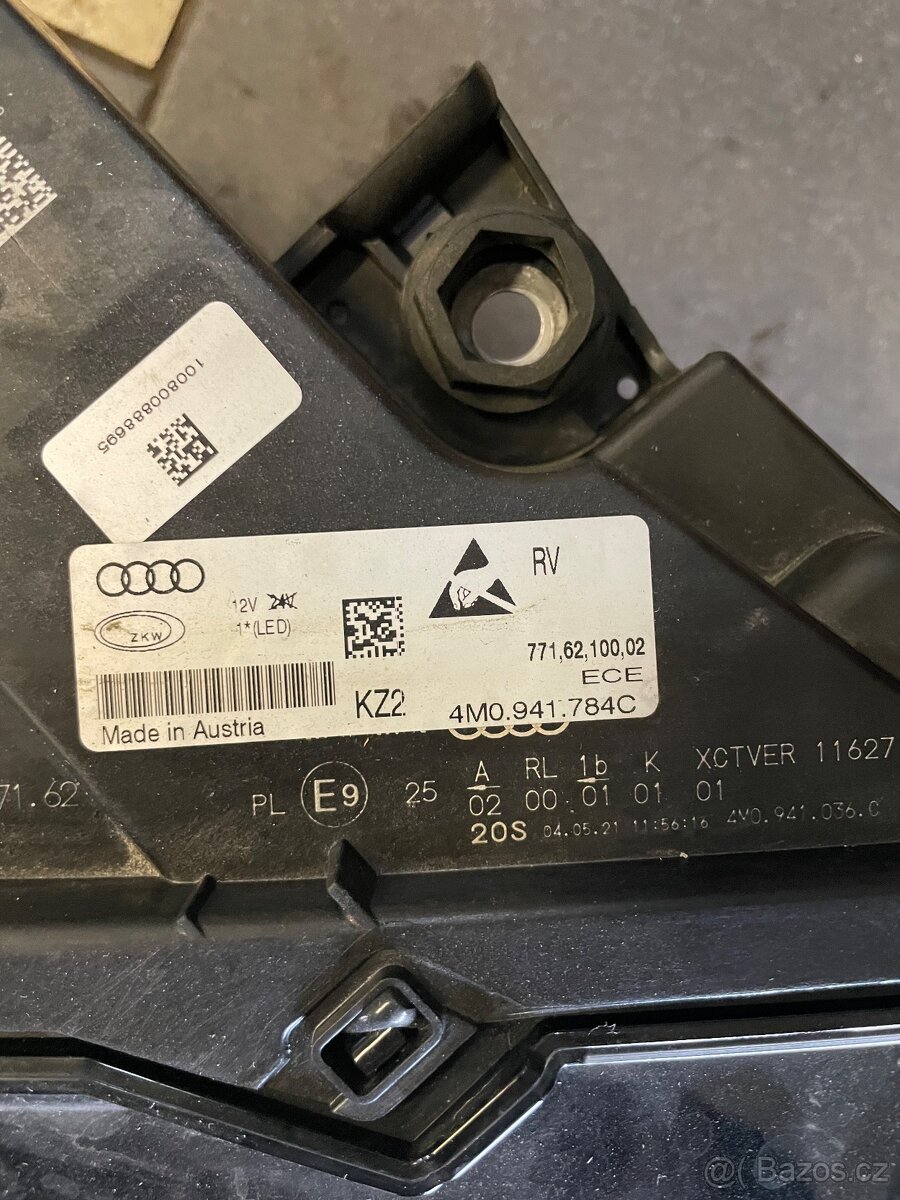 1008008888695
12V 24V
RV
ZKW
1*(LED)
771,62,100,02
ECE
KZ2
4M0.941.784C
Made in Austria
71.62
PL E9 25 A RL 1b K XCTVER 11627
02 00 01 01 01
20S 04.05.21 11:56:16 4M0.941.036.C
@( Bazos.cz